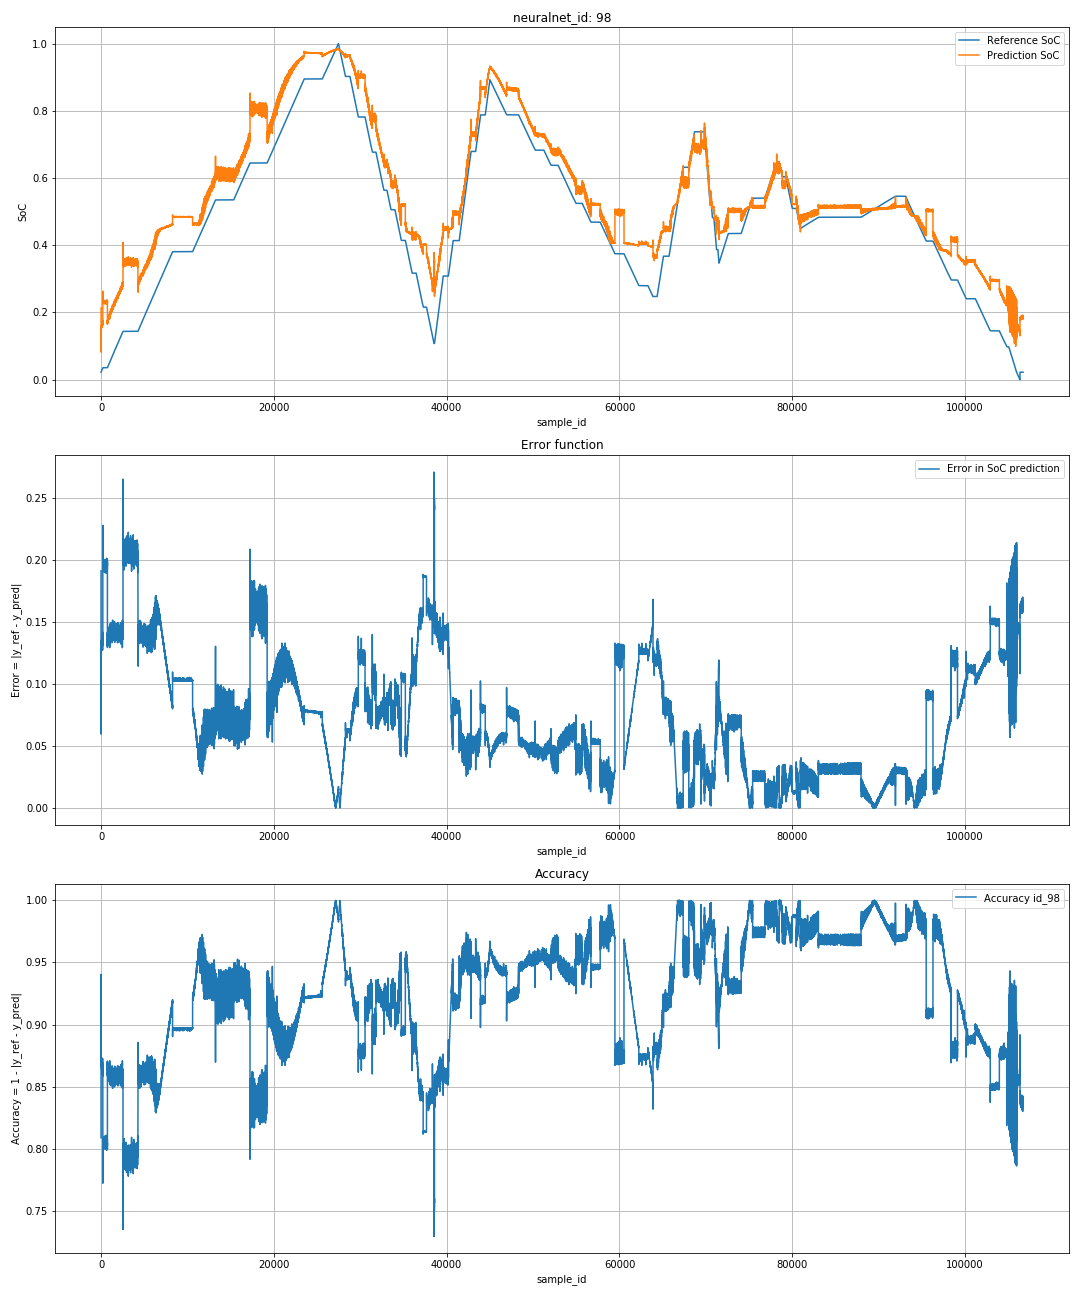 neuralnet_id: 98
Reference SoC
Prediction SoC
SoC
1.0
0.8
0.6
0.4
0.2
0.0
0 20000 40000 60000 80000 100000
sample_id
Error function
Error in SoC prediction
Error = |y_ref - y_pred|
0.25
0.20
0.15
0.10
0.05
0.00
0 20000 40000 60000 80000 100000
sample_id
Accuracy
Accuracy id_98
Accuracy = 1 - |y_ref - y_pred|
1.00
0.95
0.90
0.85
0.80
0.75
0 20000 40000 60000 80000 100000
sample_id